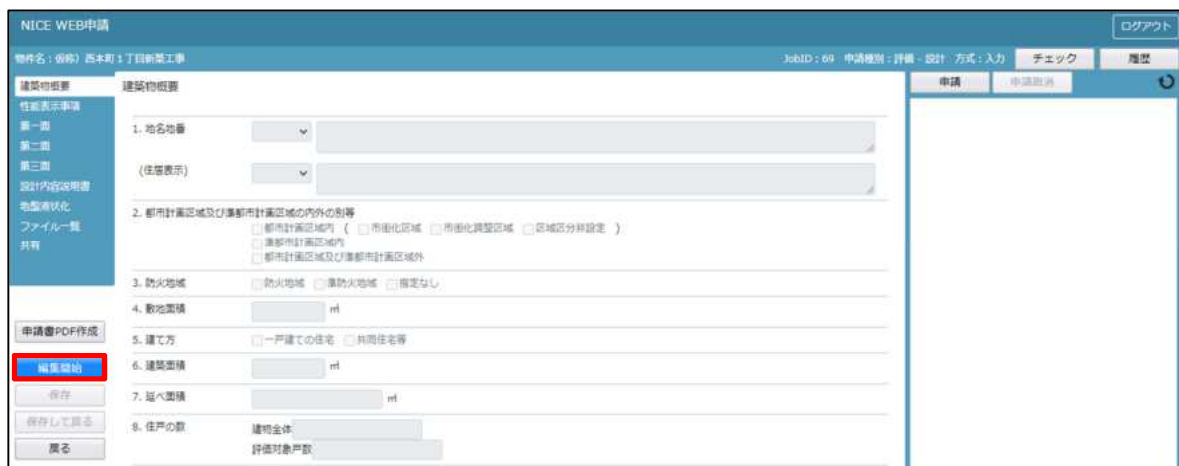 NICE WEB申請
ログアウト
物件名：仮称）西本町１丁目新築工事
JobID：69 申請種別：評価 - 設計 方式：入力
チェック
履歴
建築物概要
性能表示事項
第一面
第二面
第三面
設計内容説明書
地盤液状化
ファイル一覧
共有
申請書PDF作成
編集開始
保存
保存して戻る
戻る
建築物概要
1. 地名地番
(住居表示)
2. 都市計画区域及び準都市計画区域の内外の別等
都市計画区域内 ( 市街化区域 市街化調整区域 区域区分非設定 )
準都市計画区域内
都市計画区域及び準都市計画区域外
3. 防火地域 防火地域 準防火地域 指定なし
4. 敷地面積 ㎡
5. 建て方 一戸建ての住宅 共同住宅等
6. 建築面積 ㎡
7. 延べ面積 ㎡
8. 住戸の数 建物全体
評価対象戸数
申請
申請取消